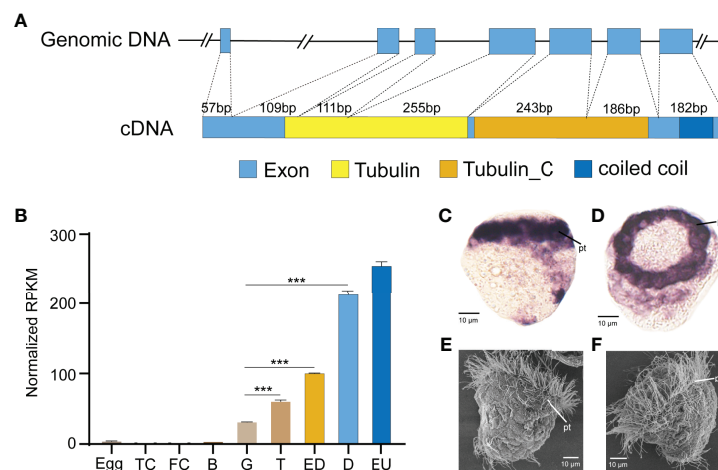 A
Genomic DNA
57bp 109bp 111bp 255bp 243bp 186bp 182bp
cDNA
Exon Tubulin Tubulin_C coiled coil
B
Normalized RPKM
300
200
100
0
***
***
***
Egg TC FC B G T ED D EU
C
pt
10 μm
D
10 μm
E
pt
10 μm
F
10 μm